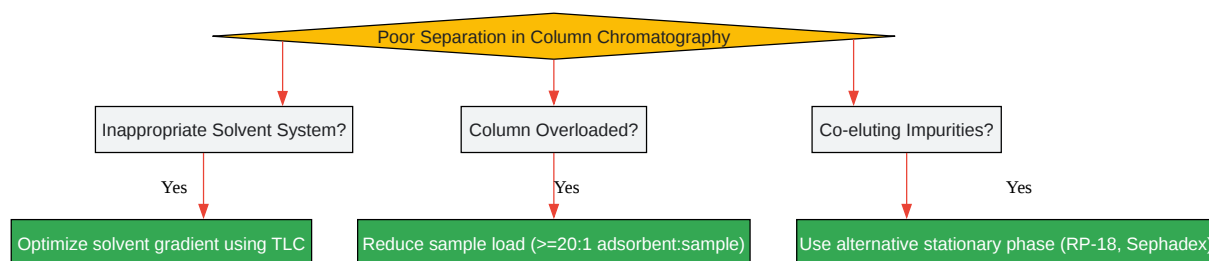 Poor Separation in Column Chromatography
Inappropriate Solvent System?
Column Overloaded?
Co-eluting Impurities?
Yes
Yes
Yes
Optimize solvent gradient using TLC
Reduce sample load (>=20:1 adsorbent:sample)
Use alternative stationary phase (RP-18, Sephadex)